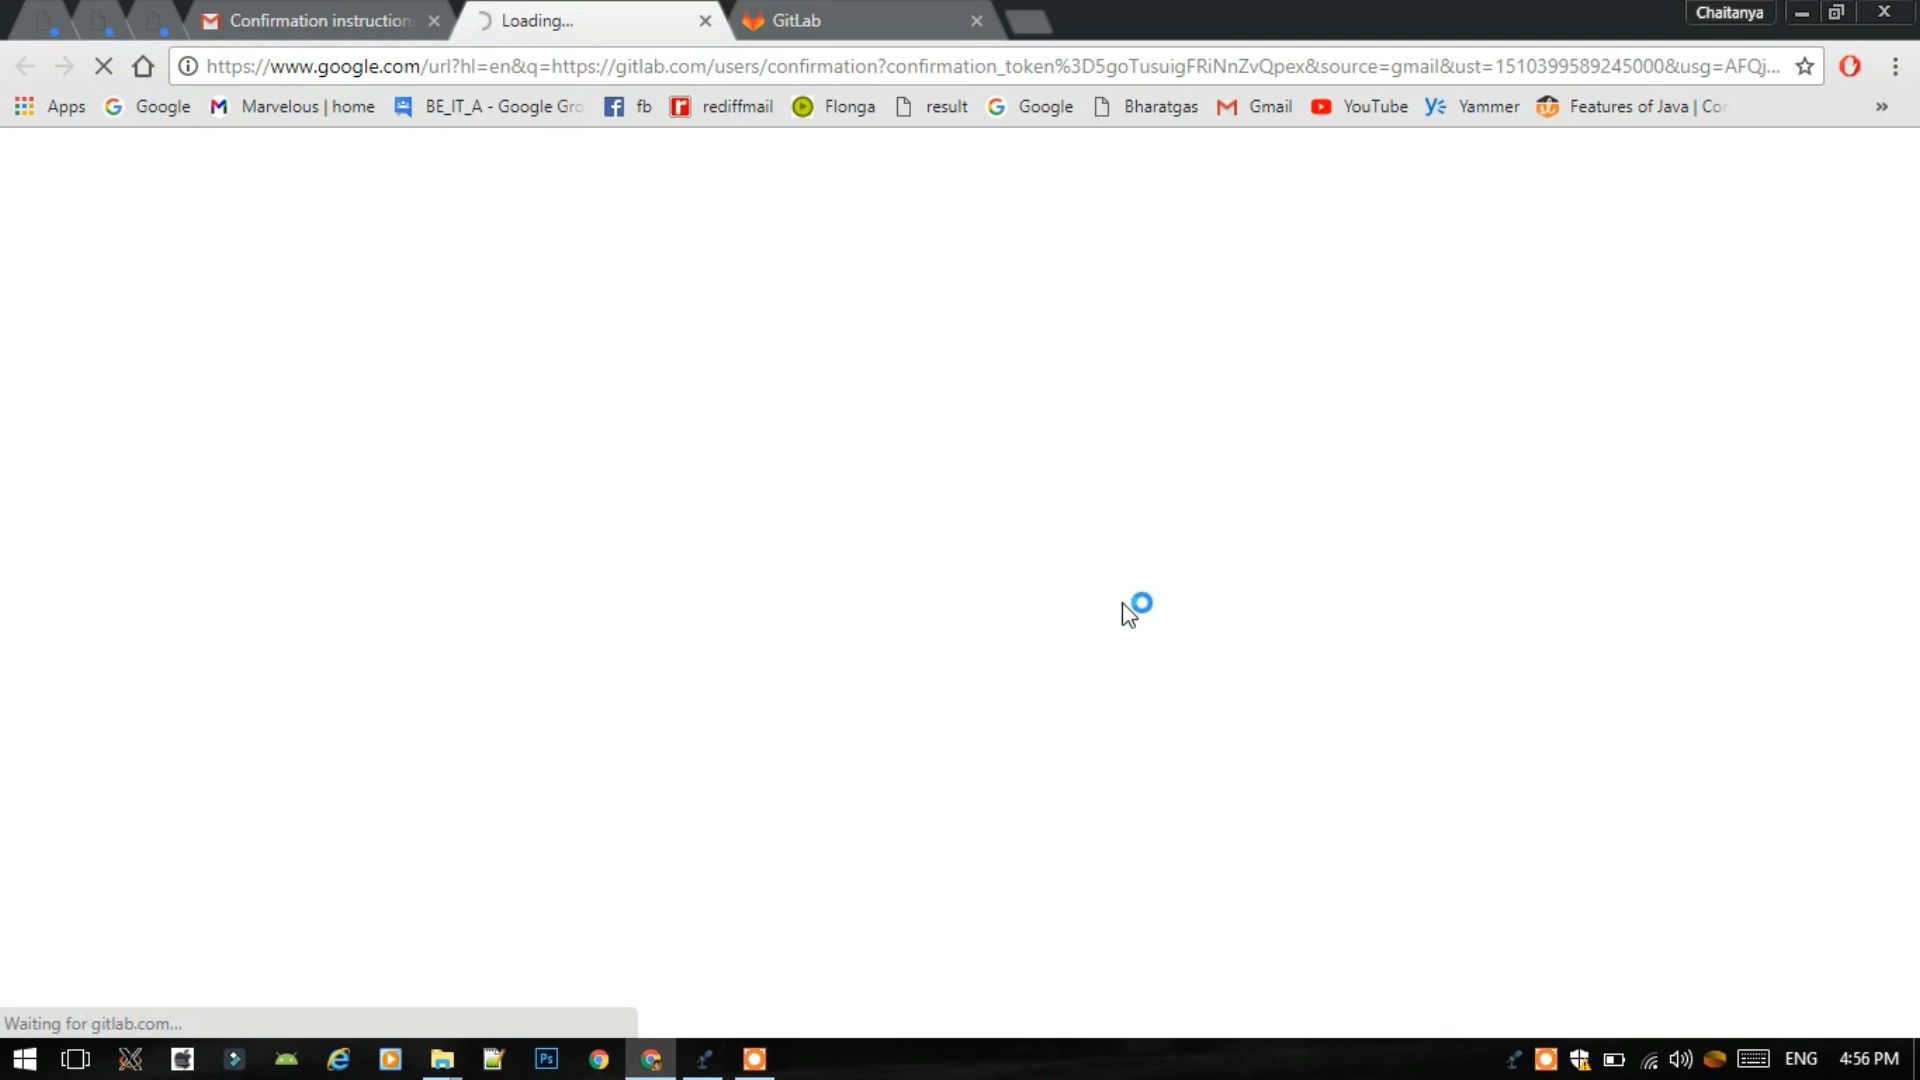 Confirmation instruction
Loading...
GitLab
Chaitanya
https://www.google.com/url?hl=en&q=https://gitlab.com/users/confirmation?confirmation_token%3D5goTusuigFRiNnZvQpex&source=gmail&ust=1510399589245000&usg=AFQj...
Apps
Google
Marvelous | home
BE_IT_A - Google Gro
fb
rediffmail
Flonga
result
Google
Bharatgas
Gmail
YouTube
Yammer
Features of Java | Co
»
Waiting for gitlab.com...
Ps
ENG
4:56 PM